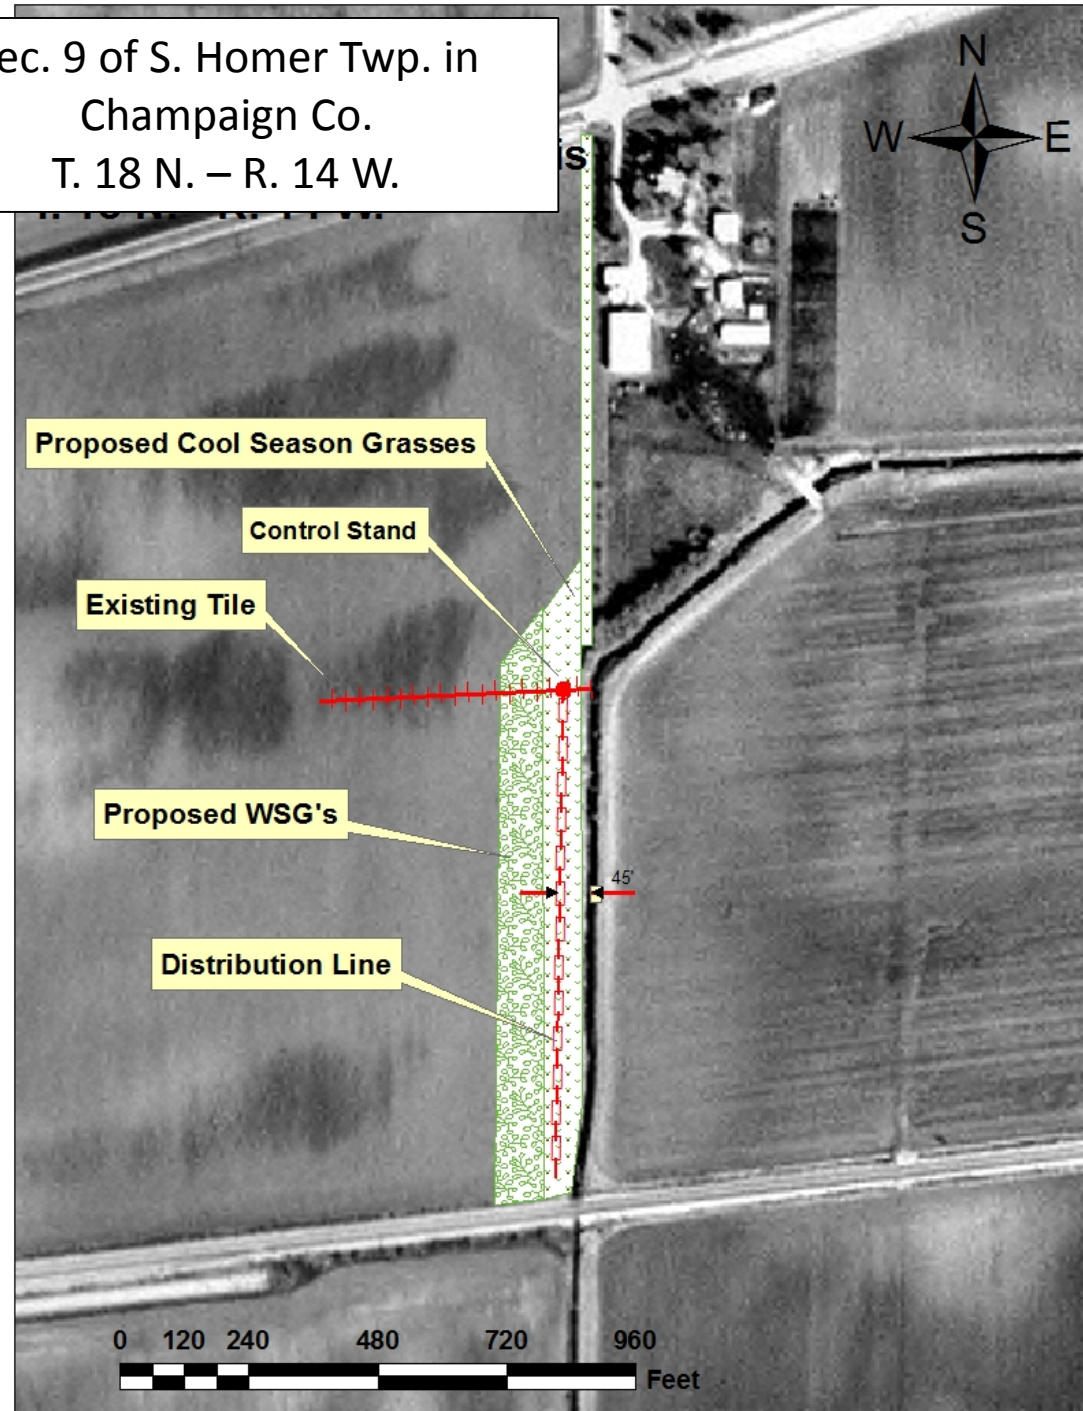 ec. 9 of S. Homer Twp. in
Champaign Co.
T. 18 N. – R. 14 W.
is
N
W E
S
Proposed Cool Season Grasses
Control Stand
Existing Tile
Proposed WSG's
45'
Distribution Line
0 120 240 480 720 960
Feet